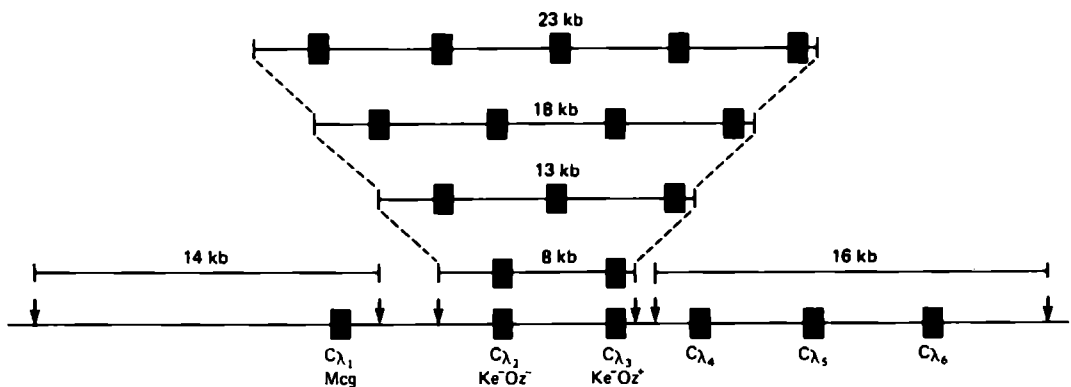 23 kb
18 kb
13 kb
14 kb
8 kb
16 kb
Cλ1
Mcg
Cλ2
Ke⁻Oz⁻
Cλ3
Ke⁻Oz⁺
Cλ4
Cλ5
Cλ6